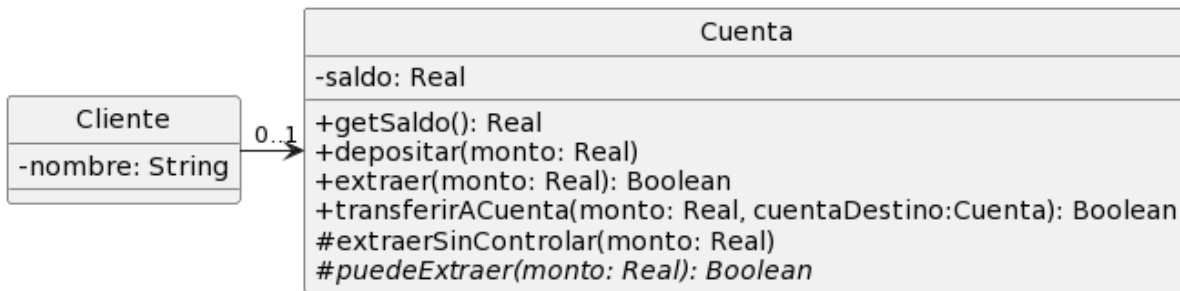 Cliente
-nombre: String
0..1
Cuenta
-saldo: Real
+getSaldo(): Real
+depositar(monto: Real)
+extraer(monto: Real): Boolean
+transferirACuenta(monto: Real, cuentaDestino:Cuenta): Boolean
#extraerSinControlar(monto: Real)
#puedeExtraer(monto: Real): Boolean